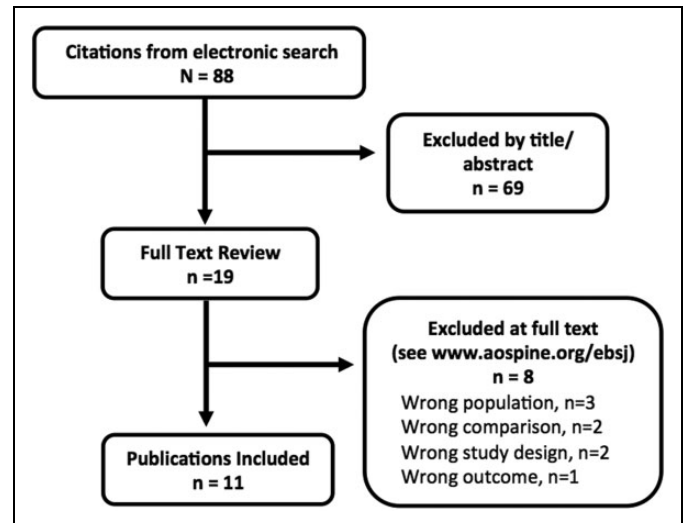 Citations from electronic search
N = 88
Excluded by title/
abstract
n = 69
Full Text Review
n =19
Excluded at full text
(see www.aospine.org/ebsj)
n = 8
Wrong population, n=3
Wrong comparison, n=2
Wrong study design, n=2
Wrong outcome, n=1
Publications Included
n = 11